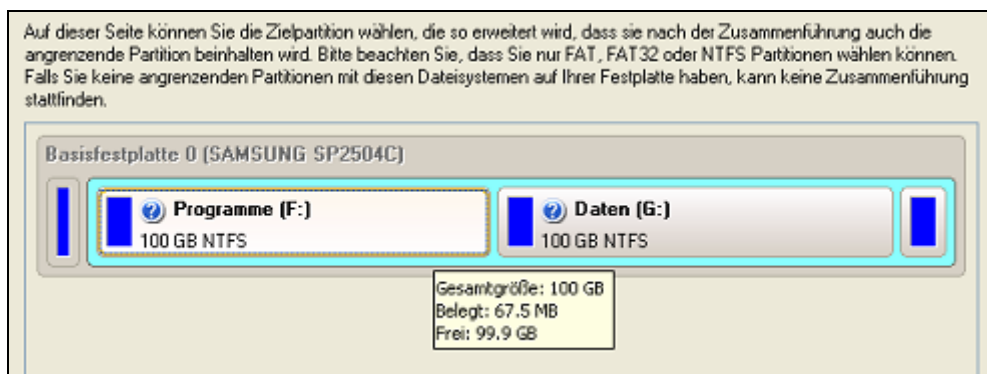 Auf dieser Seite können Sie die Zielpartition wählen, die so erweitert wird, dass sie nach der Zusammenführung auch die
angrenzende Partition beinhalten wird. Bitte beachten Sie, dass Sie nur FAT, FAT32 oder NTFS Partitionen wählen können.
Falls Sie keine angrenzenden Partitionen mit diesen Dateisystemen auf Ihrer Festplatte haben, kann keine Zusammenführung
stattfinden.
Basisfestplatte 0 (SAMSUNG SP2504C)
Programme (F:)
100 GB NTFS
Daten (G:)
100 GB NTFS
Gesamtgröße: 100 GB
Belegt: 67.5 MB
Frei: 99.9 GB